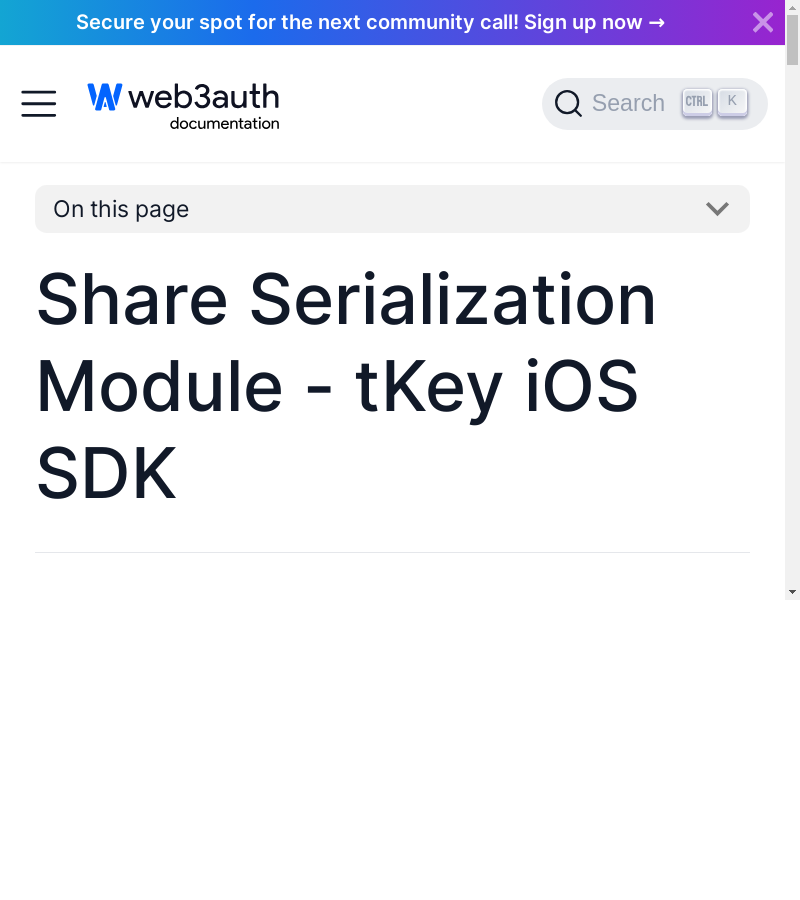 Secure your spot for the next community call! Sign up now →
web3auth
documentation
Search CTRL K
On this page
Share Serialization
Module - tKey iOS
SDK